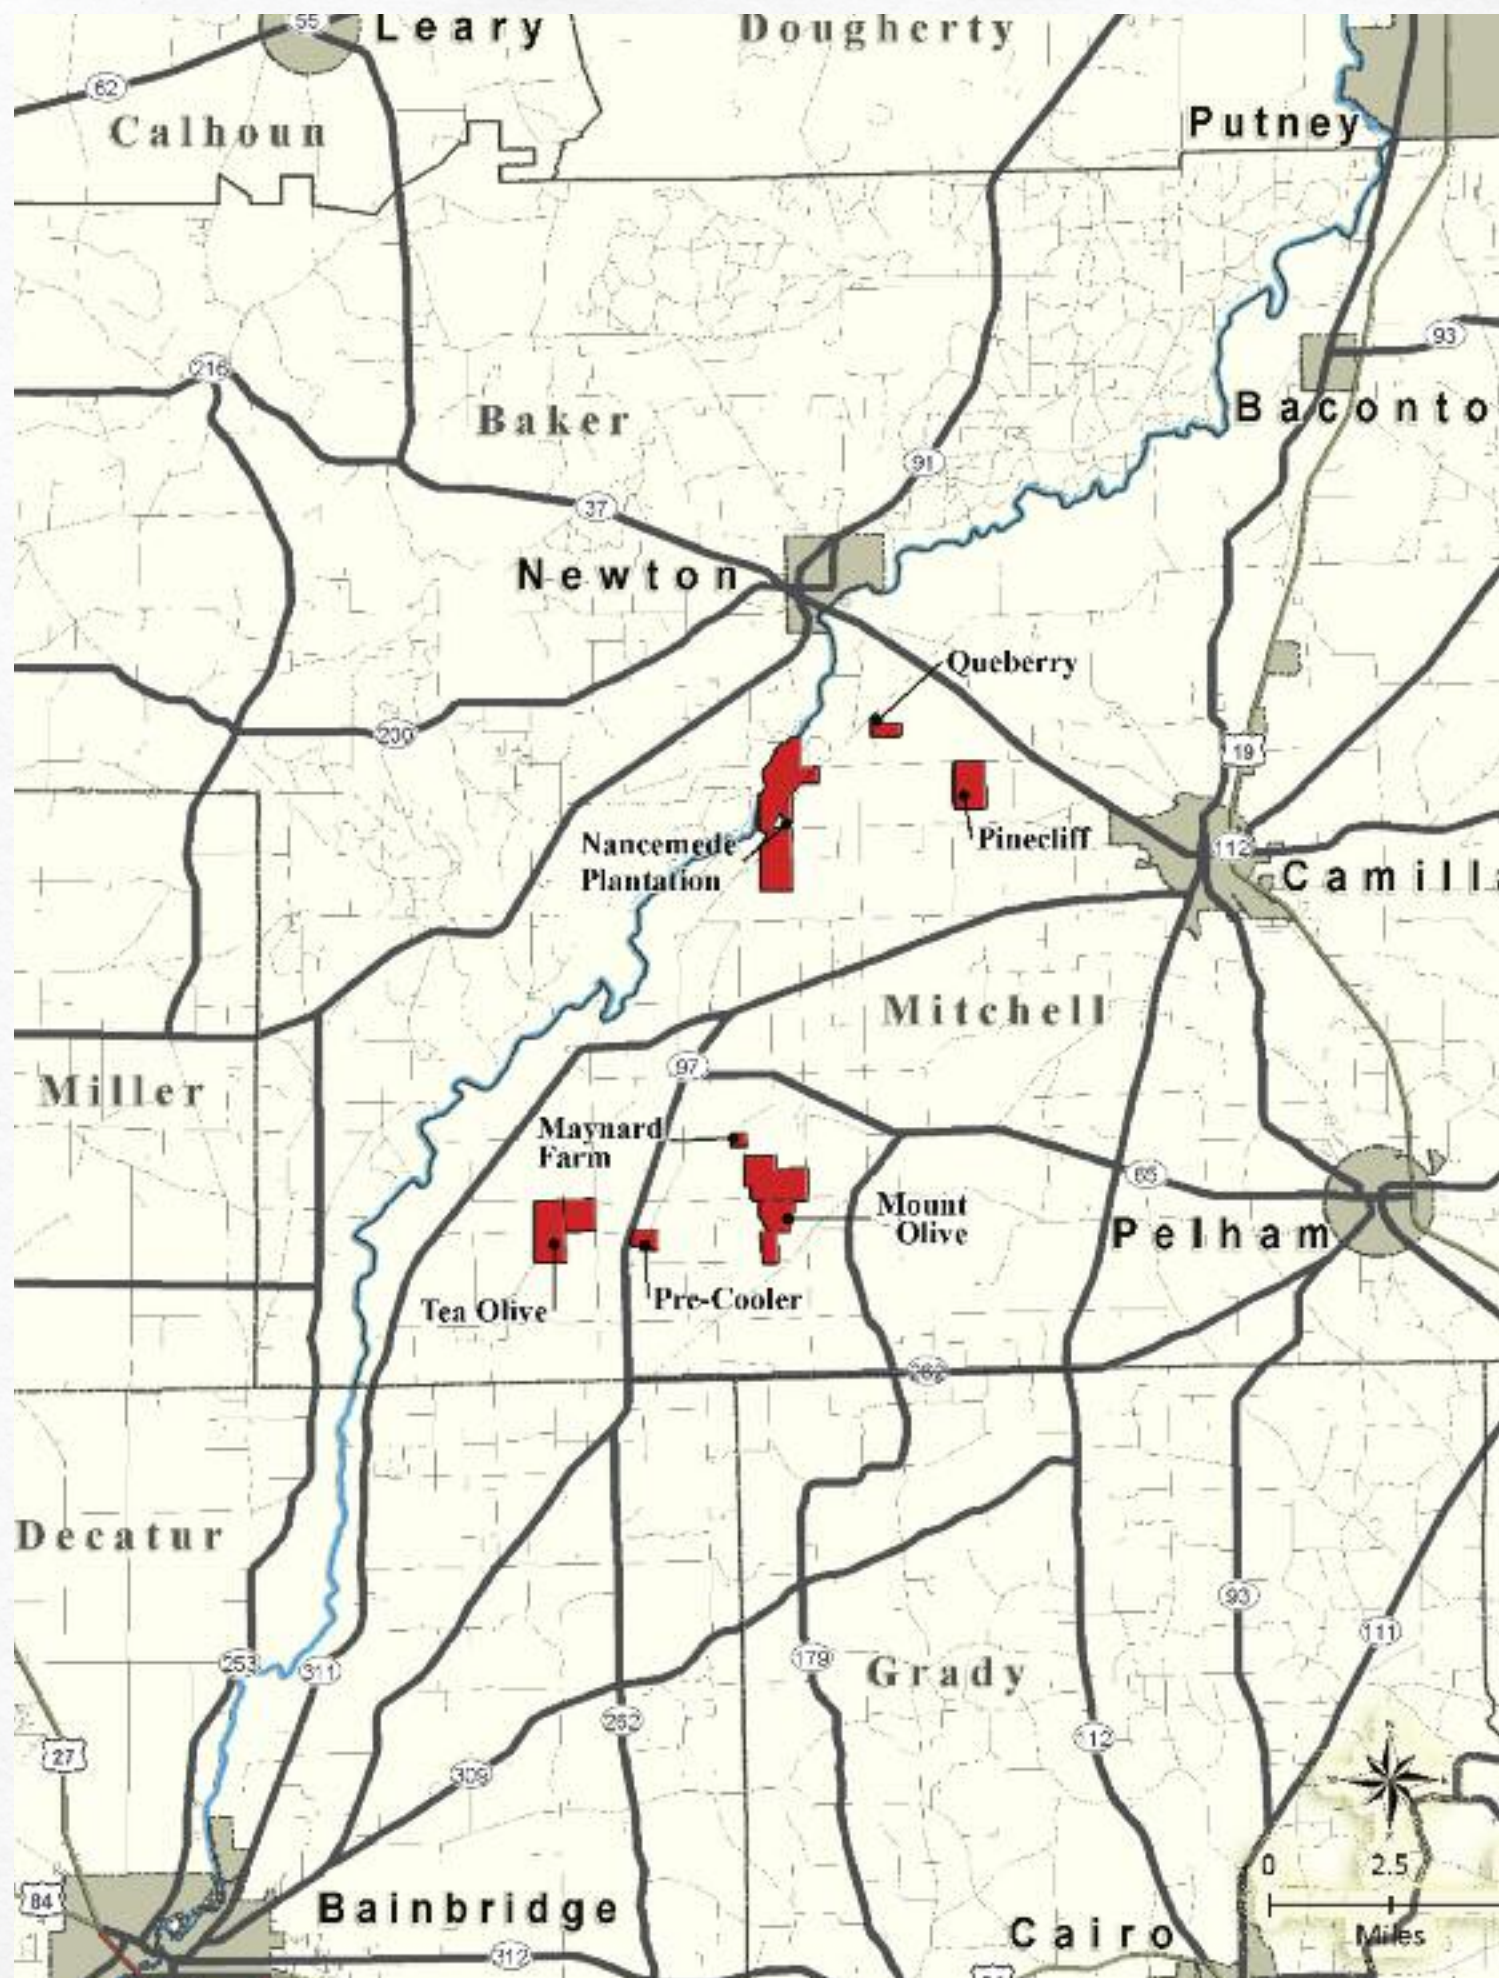 55
Leary
Dougherty
62
Calhoun
Putney
93
216
Baconto
Baker
91
37
Newton
Queberry
19
230
Nancemede
Plantation
Pinecliff
112
Camilla
Mitchell
97
Miller
Maynard
Farm
65
Mount
Olive
Pelham
Pre-Cooler
Tea Olive
262
Decatur
93
111
253
311
179
Grady
262
112
27
309
0
2.5
84
Bainbridge
Cairo
Miles
312